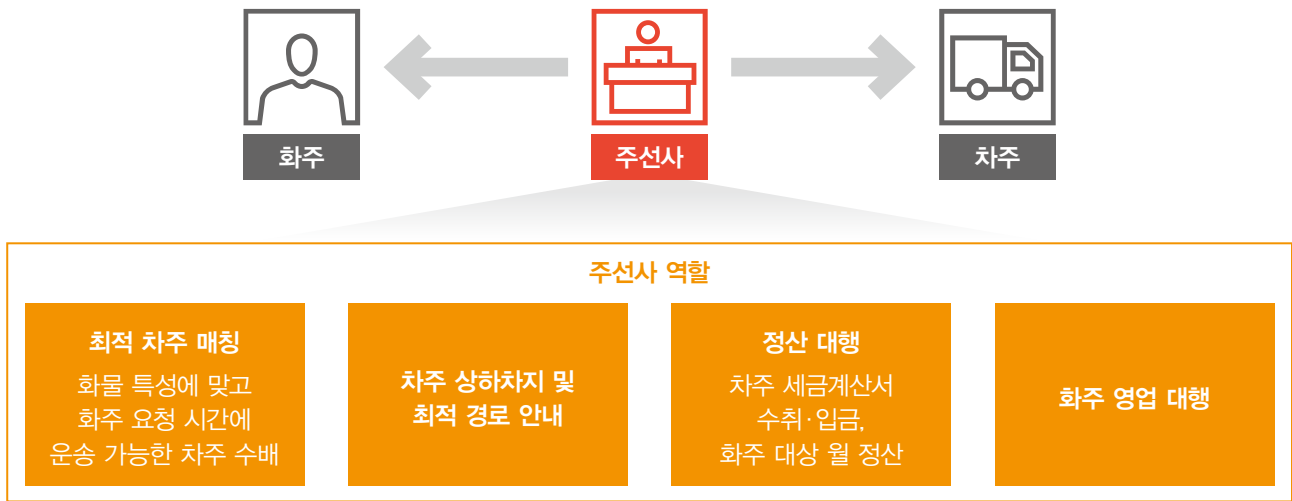 화주
주선사
차주
주선사 역할
최적 차주 매칭
화물 특성에 맞고
화주 요청 시간에
운송 가능한 차주 수배
차주 상하차지 및
최적 경로 안내
정산 대행
차주 세금계산서
수취·입금,
화주 대상 월 정산
화주 영업 대행